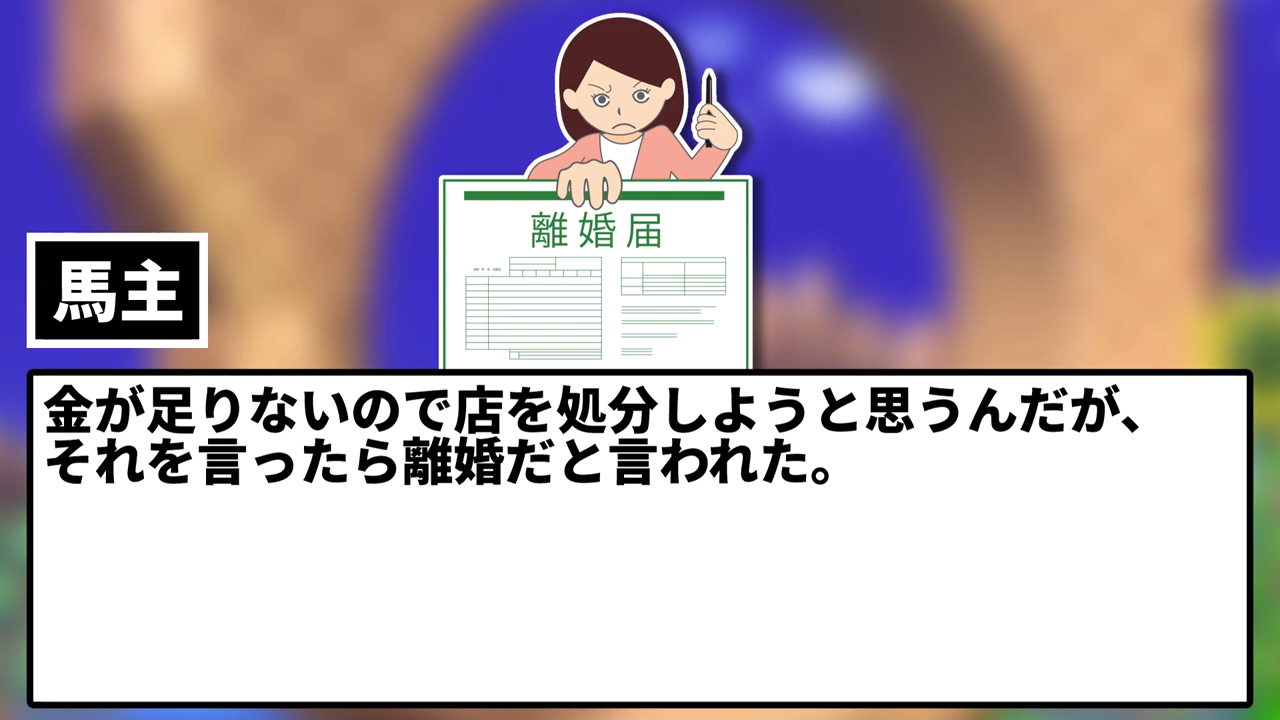 離婚届
馬主
金が足りないので店を処分しようと思うんだが、
それを言ったら離婚だと言われた。